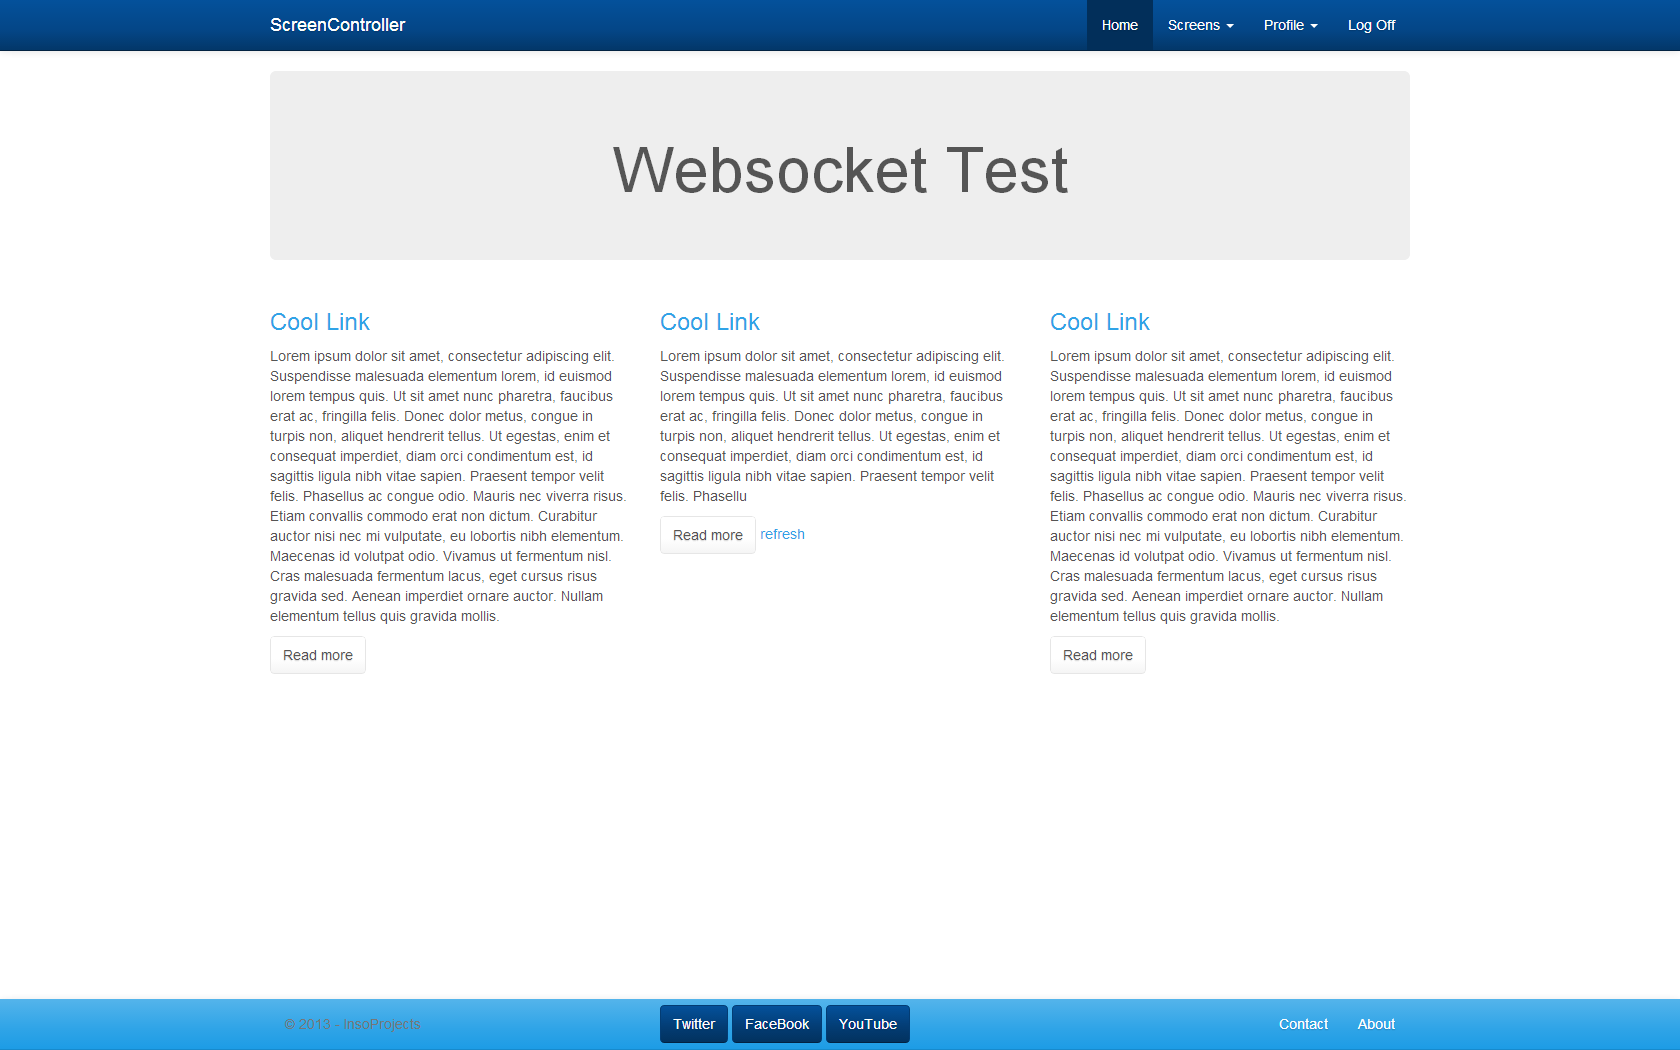 ScreenController
Home Screens Profile Log Off
Websocket Test
Cool Link
Lorem ipsum dolor sit amet, consectetur adipiscing elit.
Suspendisse malesuada elementum lorem, id euismod
lorem tempus quis. Ut sit amet nunc pharetra, faucibus
erat ac, fringilla felis. Donec dolor metus, congue in
turpis non, aliquet hendrerit tellus. Ut egestas, enim et
consequat imperdiet, diam orci condimentum est, id
sagittis ligula nibh vitae sapien. Praesent tempor velit
felis. Phasellus ac congue odio. Mauris nec viverra risus.
Etiam convallis commodo erat non dictum. Curabitur
auctor nisi nec mi vulputate, eu lobortis nibh elementum.
Maecenas id volutpat odio. Vivamus ut fermentum nisl.
Cras malesuada fermentum lacus, eget cursus risus
gravida sed. Aenean imperdiet ornare auctor. Nullam
elementum tellus quis gravida mollis.
Read more
Cool Link
Lorem ipsum dolor sit amet, consectetur adipiscing elit.
Suspendisse malesuada elementum lorem, id euismod
lorem tempus quis. Ut sit amet nunc pharetra, faucibus
erat ac, fringilla felis. Donec dolor metus, congue in
turpis non, aliquet hendrerit tellus. Ut egestas, enim et
consequat imperdiet, diam orci condimentum est, id
sagittis ligula nibh vitae sapien. Praesent tempor velit
felis. Phasellu
Read more refresh
Cool Link
Lorem ipsum dolor sit amet, consectetur adipiscing elit.
Suspendisse malesuada elementum lorem, id euismod
lorem tempus quis. Ut sit amet nunc pharetra, faucibus
erat ac, fringilla felis. Donec dolor metus, congue in
turpis non, aliquet hendrerit tellus. Ut egestas, enim et
consequat imperdiet, diam orci condimentum est, id
sagittis ligula nibh vitae sapien. Praesent tempor velit
felis. Phasellus ac congue odio. Mauris nec viverra risus.
Etiam convallis commodo erat non dictum. Curabitur
auctor nisi nec mi vulputate, eu lobortis nibh elementum.
Maecenas id volutpat odio. Vivamus ut fermentum nisl.
Cras malesuada fermentum lacus, eget cursus risus
gravida sed. Aenean imperdiet ornare auctor. Nullam
elementum tellus quis gravida mollis.
Read more
© 2013 - InsoProjects
Twitter FaceBook YouTube
Contact About